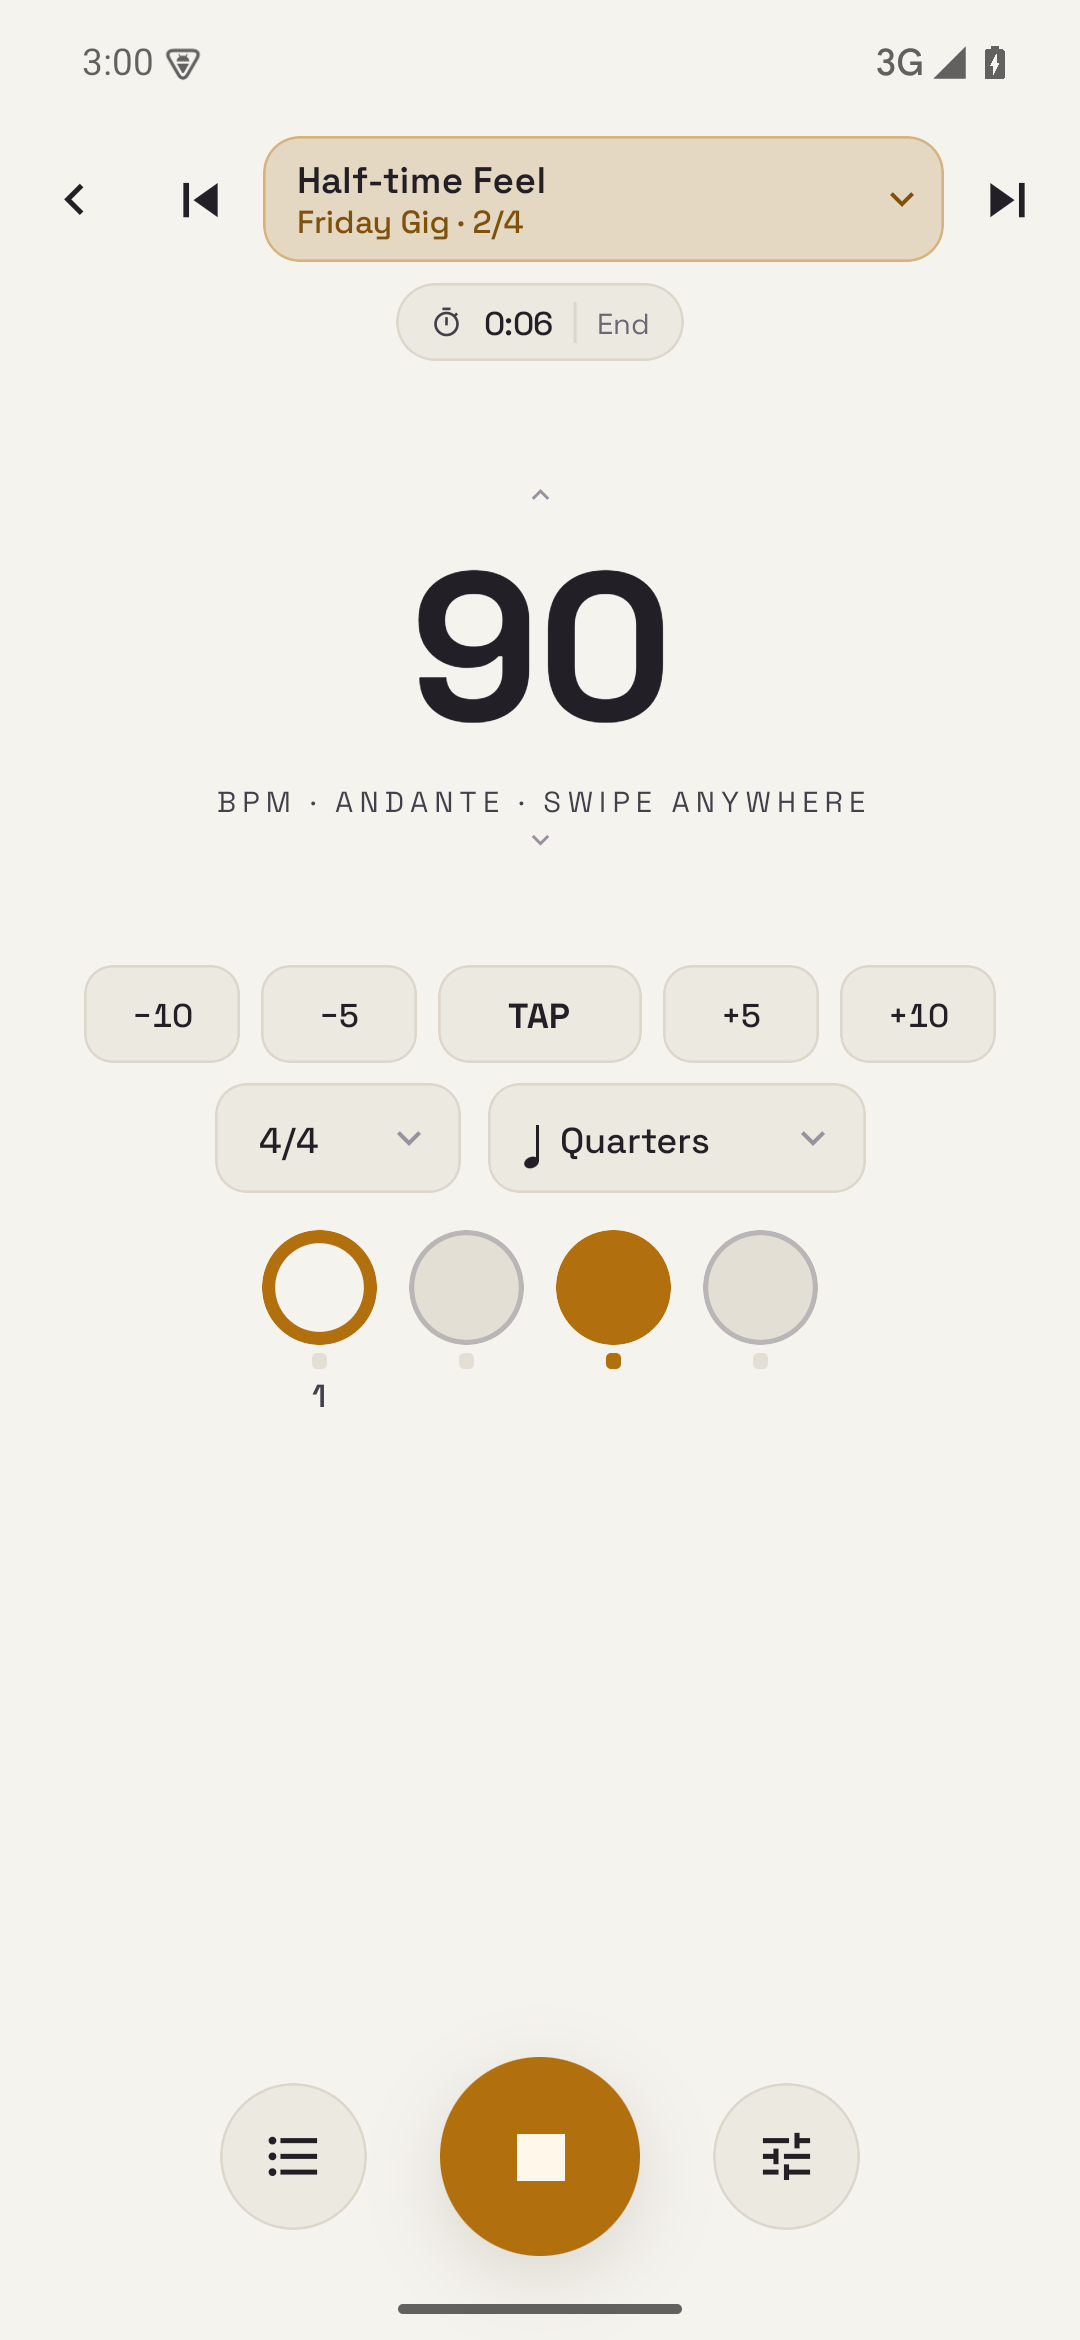 3:00
3G
Half-time Feel
Friday Gig · 2/4
0:06 End
90
BPM · ANDANTE · SWIPE ANYWHERE
−10 −5 TAP +5 +10
4/4 Quarters
1